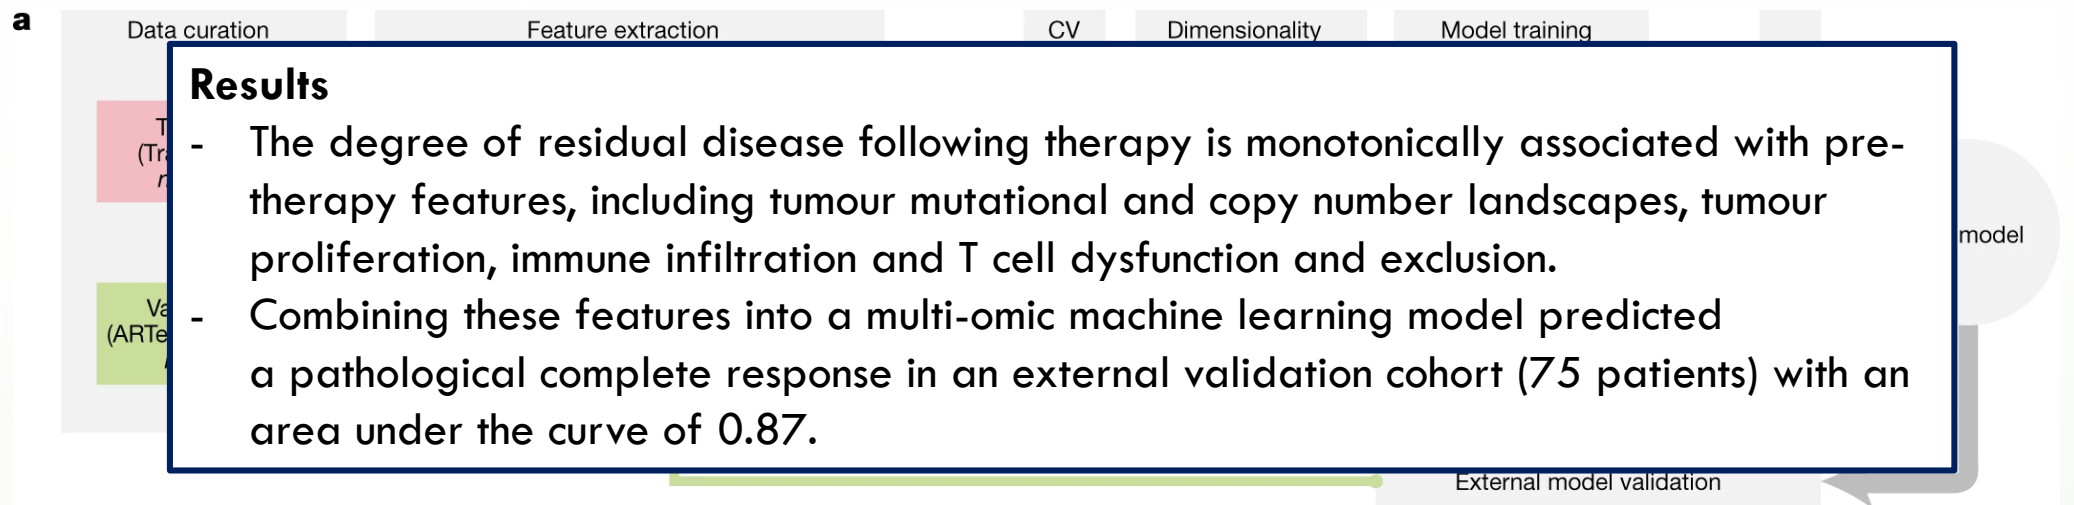 a
Data curation
Feature extraction
CV
Dimensionality
Model training
Results
- The degree of residual disease following therapy is monotonically associated with pre-
therapy features, including tumour mutational and copy number landscapes, tumour
proliferation, immune infiltration and T cell dysfunction and exclusion.
- Combining these features into a multi-omic machine learning model predicted
a pathological complete response in an external validation cohort (75 patients) with an
area under the curve of 0.87.
model
External model validation